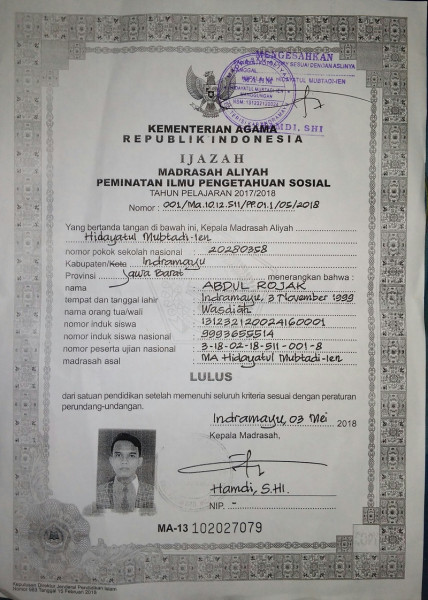 MENGESAHKAN
SESUAI DENGAN ASLINYA
TANGGAL
HIDAYATUL MUBTADI-IEN
HAMDI, SHI
KEMENTERIAN AGAMA
REPUBLIK INDONESIA
IJAZAH
MADRASAH ALIYAH
PEMINATAN ILMU PENGETAHUAN SOSIAL
TAHUN PELAJARAN 2017/2018
Nomor : 001/Ma.10.12.511/PP.01.1/05/2018
Yang bertanda tangan di bawah ini, Kepala Madrasah Aliyah
Hidayatul Mubtadi-ien
nomor pokok sekolah nasional 20280358
Kabupaten/Kota Indramayu
Provinsi Jawa Barat menerangkan bahwa :
nama : ABDUL ROJAK
tempat dan tanggal lahir : Indramayu, 3 November 1999
nama orang tua/wali : Wasdiah
nomor induk siswa : 131232120024160001
nomor induk siswa nasional : 9993655514
nomor peserta ujian nasional : 3-18-02-18-511-001-8
madrasah asal : MA Hidayatul Mubtadi-ien
LULUS
dari satuan pendidikan setelah memenuhi seluruh kriteria sesuai dengan peraturan
perundang-undangan.
Indramayu, 03 Mei 2018
Kepala Madrasah,
Hamdi, S.HI.
NIP. -
MA-13 102027079
Keputusan Direktur Jenderal Pendidikan Islam
Nomor Tanggal 15 Februari 2018